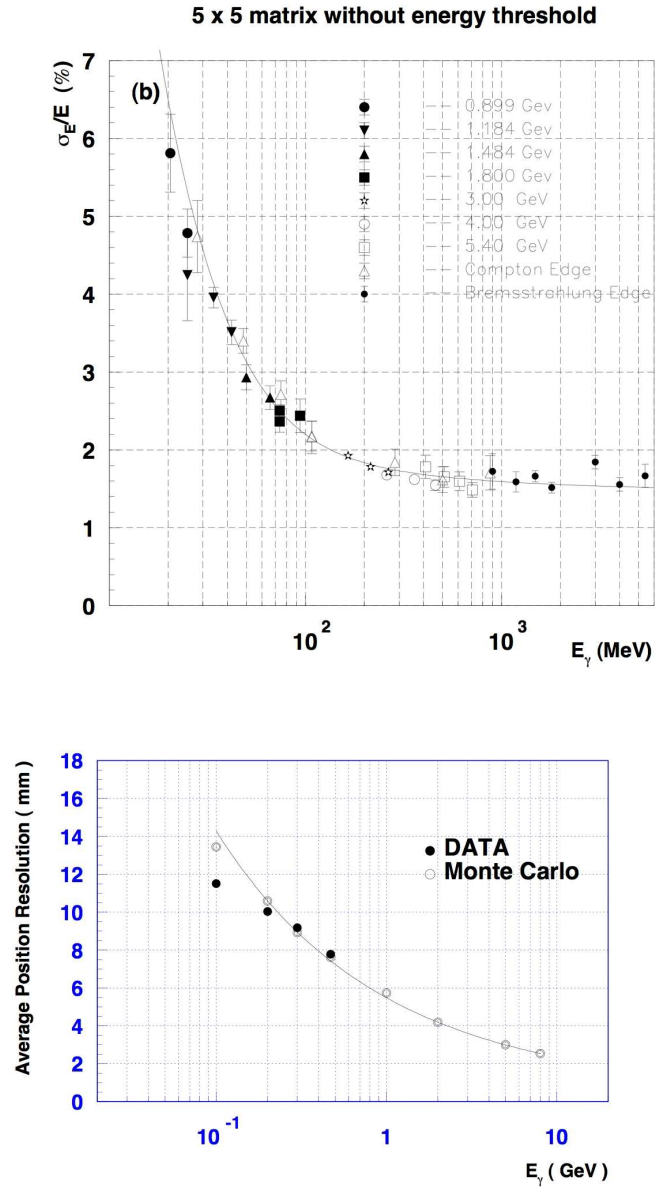 5 x 5 matrix without energy threshold
σE/E (%)
(b)
7
6
5
4
3
2
1
0
0.899 Gev
1.184 GeV
1.484 GeV
1.800 GeV
3.00 GeV
4.00 GeV
5.40 GeV
Compton Edge
Bremsstrahlung Edge
10²
10³
Eγ (MeV)
Average Position Resolution ( mm )
18
16
14
12
10
8
6
4
2
0
DATA
Monte Carlo
10⁻¹
1
10
Eγ ( GeV )